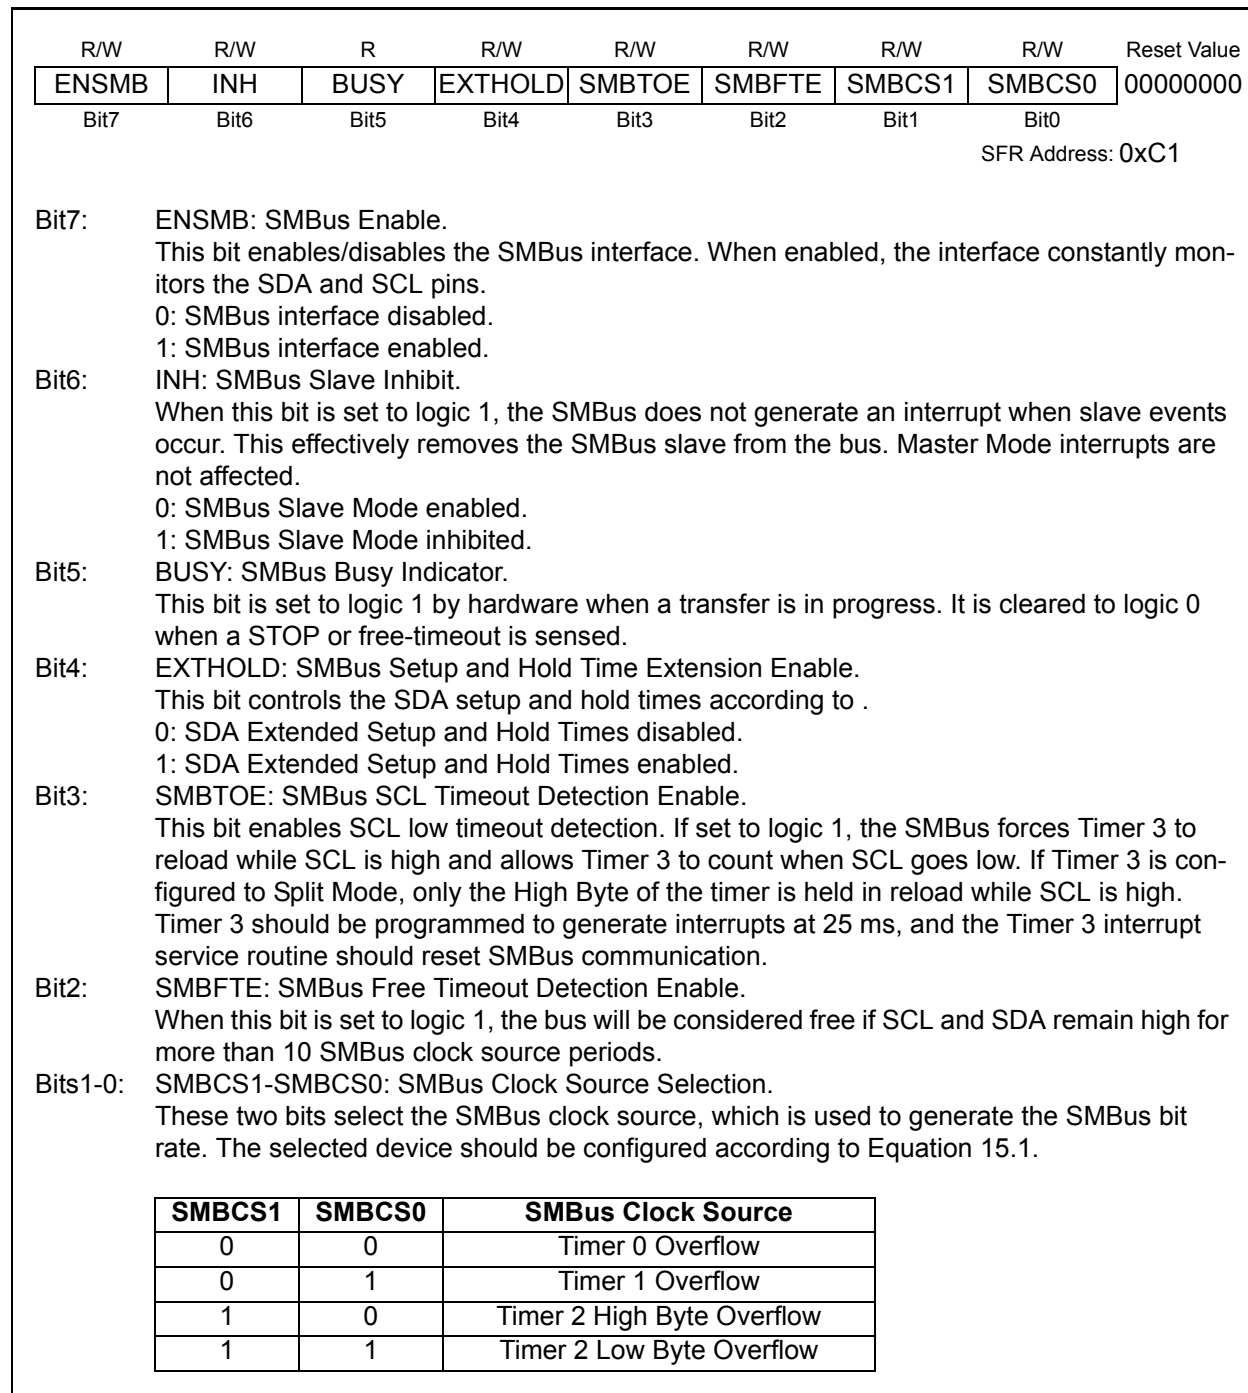 R/W R/W R R/W R/W R/W R/W R/W Reset Value
ENSMB INH BUSY EXTHOLD SMBTOE SMBFTE SMBCS1 SMBCS0 00000000
Bit7 Bit6 Bit5 Bit4 Bit3 Bit2 Bit1 Bit0
SFR Address: 0xC1
Bit7: ENSMB: SMBus Enable.
This bit enables/disables the SMBus interface. When enabled, the interface constantly mon-
itors the SDA and SCL pins.
0: SMBus interface disabled.
1: SMBus interface enabled.
Bit6: INH: SMBus Slave Inhibit.
When this bit is set to logic 1, the SMBus does not generate an interrupt when slave events
occur. This effectively removes the SMBus slave from the bus. Master Mode interrupts are
not affected.
0: SMBus Slave Mode enabled.
1: SMBus Slave Mode inhibited.
Bit5: BUSY: SMBus Busy Indicator.
This bit is set to logic 1 by hardware when a transfer is in progress. It is cleared to logic 0
when a STOP or free-timeout is sensed.
Bit4: EXTHOLD: SMBus Setup and Hold Time Extension Enable.
This bit controls the SDA setup and hold times according to .
0: SDA Extended Setup and Hold Times disabled.
1: SDA Extended Setup and Hold Times enabled.
Bit3: SMBTOE: SMBus SCL Timeout Detection Enable.
This bit enables SCL low timeout detection. If set to logic 1, the SMBus forces Timer 3 to
reload while SCL is high and allows Timer 3 to count when SCL goes low. If Timer 3 is con-
figured to Split Mode, only the High Byte of the timer is held in reload while SCL is high.
Timer 3 should be programmed to generate interrupts at 25 ms, and the Timer 3 interrupt
service routine should reset SMBus communication.
Bit2: SMBFTE: SMBus Free Timeout Detection Enable.
When this bit is set to logic 1, the bus will be considered free if SCL and SDA remain high for
more than 10 SMBus clock source periods.
Bits1-0: SMBCS1-SMBCS0: SMBus Clock Source Selection.
These two bits select the SMBus clock source, which is used to generate the SMBus bit
rate. The selected device should be configured according to Equation 15.1.
SMBCS1 SMBCS0 SMBus Clock Source
0 0 Timer 0 Overflow
0 1 Timer 1 Overflow
1 0 Timer 2 High Byte Overflow
1 1 Timer 2 Low Byte Overflow